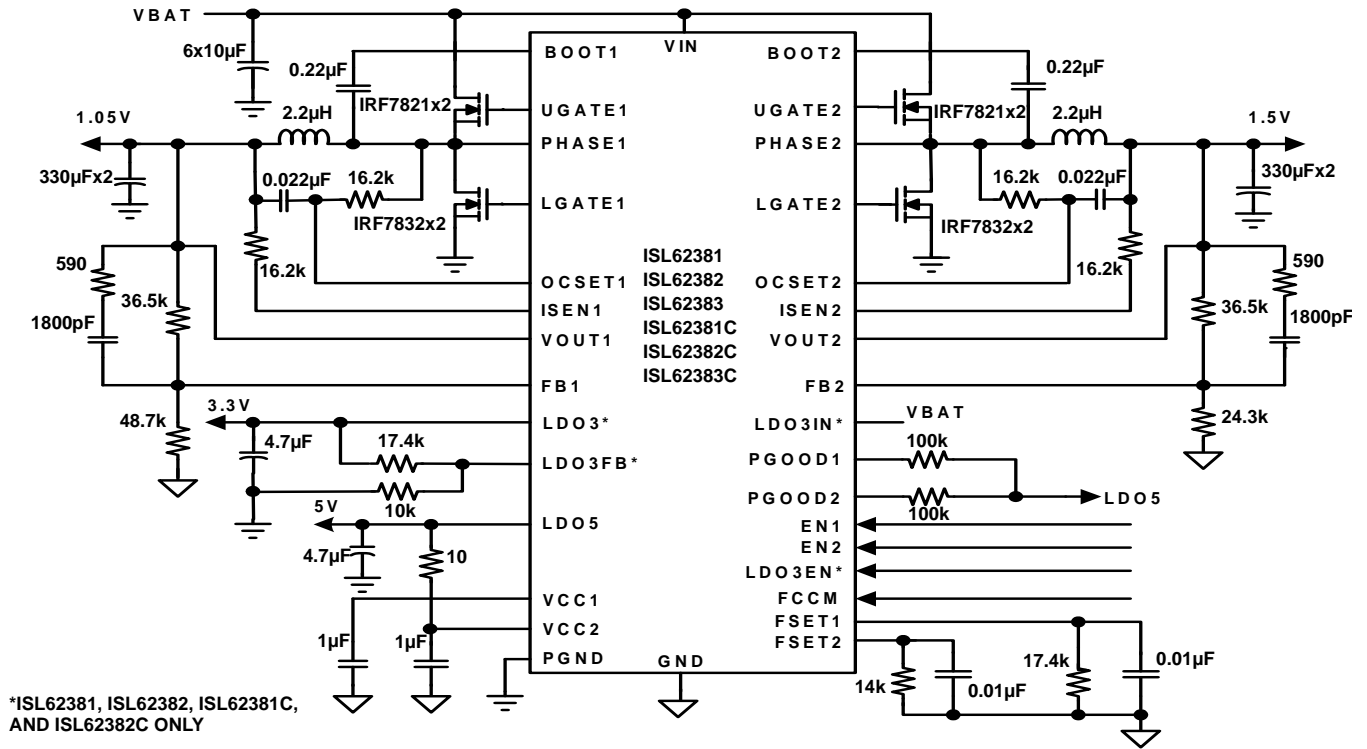 VBAT
6x10µF
VIN
BOOT1
BOOT2
0.22µF
0.22µF
IRF7821x2
IRF7821x2
UGATE1
UGATE2
2.2µH
2.2µH
1.05V
1.5V
PHASE1
PHASE2
330µFx2
330µFx2
0.022µF
16.2k
16.2k
0.022µF
LGATE1
LGATE2
IRF7832x2
IRF7832x2
16.2k
16.2k
ISL62381
ISL62382
ISL62383
ISL62381C
ISL62382C
ISL62383C
590
590
OCSET1
OCSET2
36.5k
36.5k
ISEN1
ISEN2
1800pF
1800pF
VOUT1
VOUT2
FB1
FB2
48.7k
24.3k
3.3V
VBAT
LDO3*
LDO3IN*
4.7µF
17.4k
100k
LDO3FB*
PGOOD1
10k
PGOOD2
100k
LDO5
5V
LDO5
EN1
4.7µF
10
EN2
LDO3EN*
VCC1
FCCM
FSET1
VCC2
FSET2
1µF
1µF
PGND
GND
14k
0.01µF
17.4k
0.01µF
*ISL62381, ISL62382, ISL62381C,
AND ISL62382C ONLY